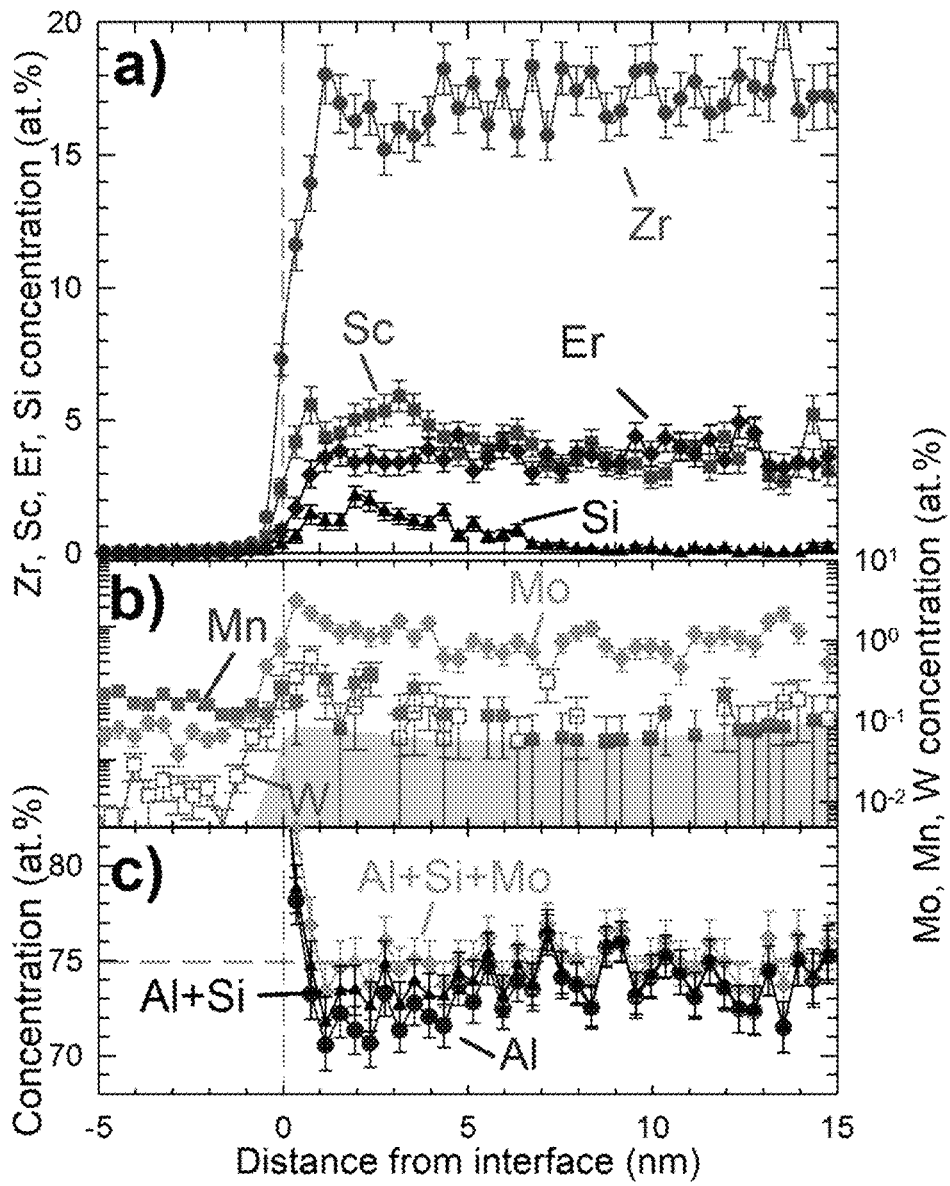 Zr, Sc, Er, Si concentration (at.%)
20
15
10
5
0
a)
Zr
Sc
Er
Si
b)
Mn
Mo
W
10¹
10⁰
10⁻¹
10⁻²
Mo, Mn, W concentration (at.%)
Concentration (at.%)
80
75
70
c)
Al+Si+Mo
Al+Si
Al
-5
0
5
10
15
Distance from interface (nm)